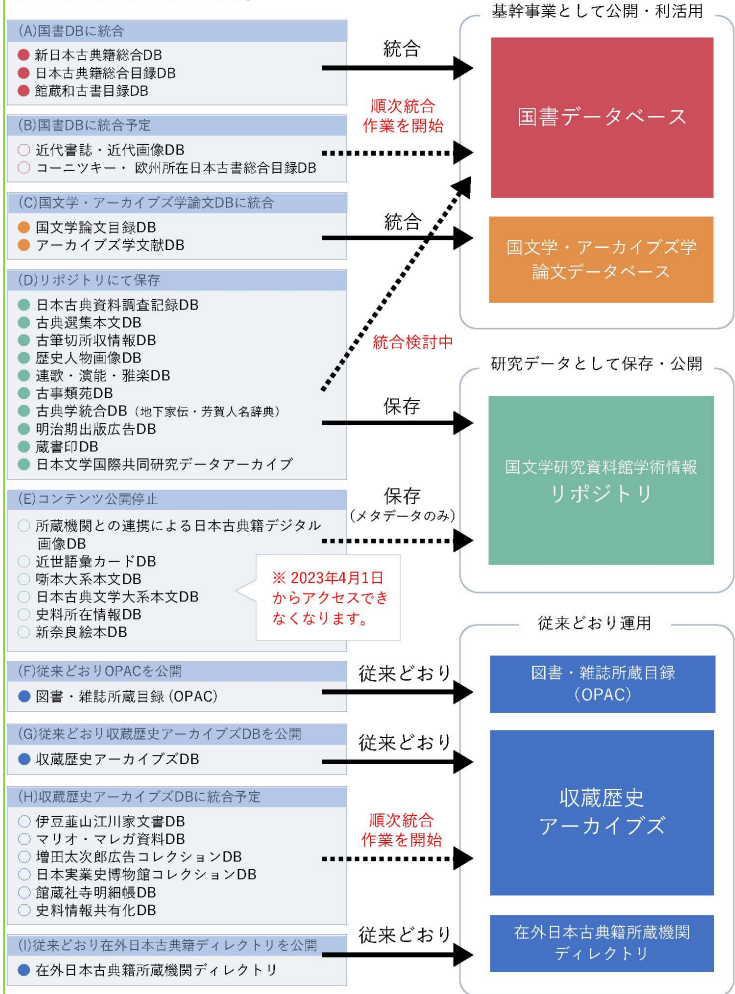 (A)国書DBに統合
新日本古典籍総合DB
日本古典籍総合目録DB
館蔵和古書目録DB
統合
(B)国書DBに統合予定
近代書誌・近代画像DB
コーニツキー・ 欧州所在日本古書総合目録DB
順次統合
作業を開始
(C)国文学・アーカイブズ学論文DBに統合
国文学論文目録DB
アーカイブズ学文献DB
統合
(D)リポジトリにて保存
日本古典資料調査記録DB
古典選集本文DB
古筆切所収情報DB
歴史人物画像DB
連歌・演能・雅楽DB
古事類苑DB
古典学統合DB(地下家伝・芳賀人名辞典)
明治期出版広告DB
蔵書印DB
日本文学国際共同研究データアーカイブ
統合検討中
保存
(E)コンテンツ公開停止
所蔵機関との連携による日本古典籍デジタル
画像DB
近世語彙カードDB
噺本大系本文DB
日本古典文学大系本文DB
史料所在情報DB
新奈良絵本DB
※ 2023年4月1日
からアクセスでき
なくなります。
保存
(メタデータのみ)
(F)従来どおりOPACを公開
図書・雑誌所蔵目録(OPAC)
従来どおり
(G)従来どおり収蔵歴史アーカイブズDBを公開
収蔵歴史アーカイブズDB
従来どおり
(H)収蔵歴史アーカイブズDBに統合予定
伊豆韮山江川家文書DB
マリオ・マレガ資料DB
増田太次郎広告コレクションDB
日本実業史博物館コレクションDB
館蔵社寺明細帳DB
史料情報共有化DB
順次統合
作業を開始
(I)従来どおり在外日本古典籍ディレクトリを公開
在外日本古典籍所蔵機関ディレクトリ
従来どおり
基幹事業として公開・利活用
国書データベース
国文学・アーカイブズ学
論文データベース
研究データとして保存・公開
国文学研究資料館学術情報
リポジトリ
従来どおり運用
図書・雑誌所蔵目録
(OPAC)
収蔵歴史
アーカイブズ
在外日本古典籍所蔵機関
ディレクトリ